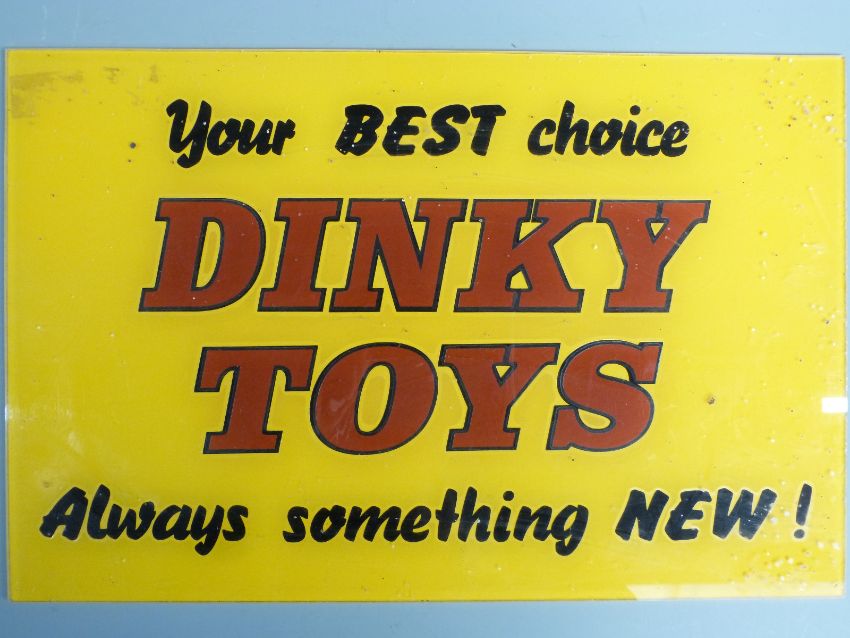 Your BEST choice
DINKY
TOYS
Always something NEW!